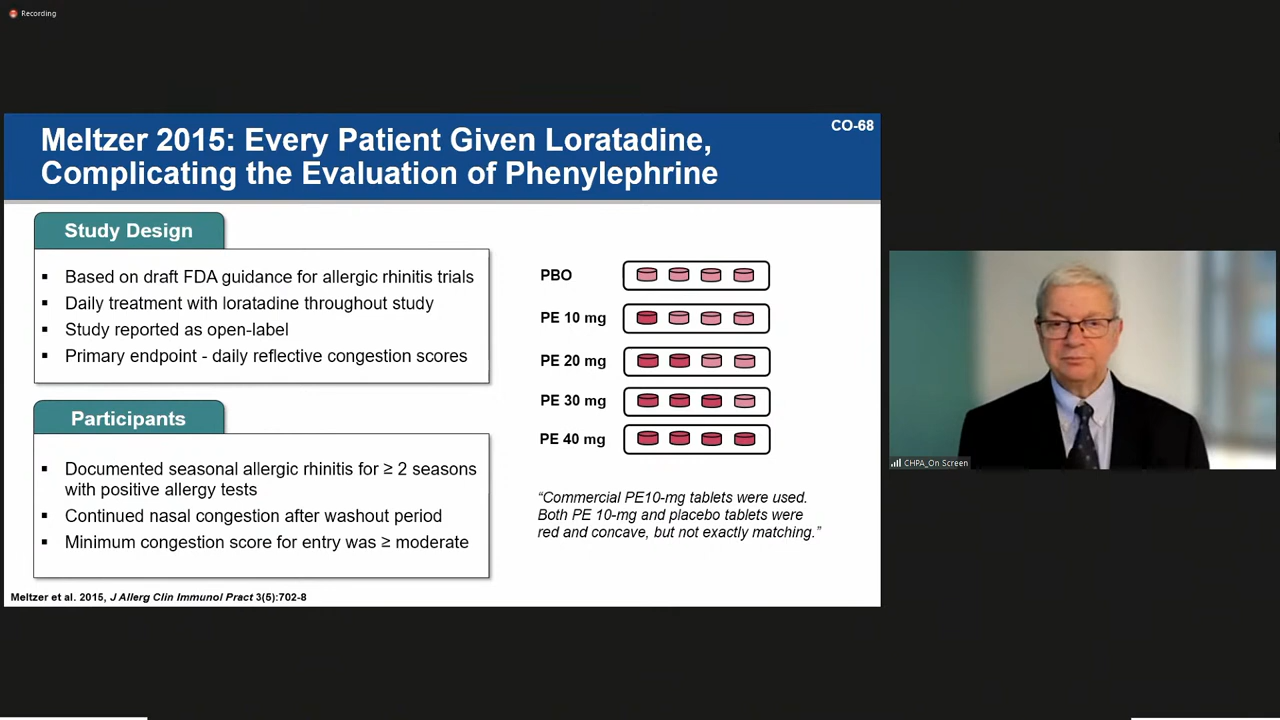 Recording
CO-68
Meltzer 2015: Every Patient Given Loratadine,
Complicating the Evaluation of Phenylephrine
Study Design
▪ Based on draft FDA guidance for allergic rhinitis trials
▪ Daily treatment with loratadine throughout study
▪ Study reported as open-label
▪ Primary endpoint - daily reflective congestion scores
Participants
▪ Documented seasonal allergic rhinitis for ≥ 2 seasons
with positive allergy tests
▪ Continued nasal congestion after washout period
▪ Minimum congestion score for entry was ≥ moderate
PBO
PE 10 mg
PE 20 mg
PE 30 mg
PE 40 mg
“Commercial PE10-mg tablets were used.
Both PE 10-mg and placebo tablets were
red and concave, but not exactly matching.”
Meltzer et al. 2015, J Allerg Clin Immunol Pract 3(5):702-8
CHPA_On Screen